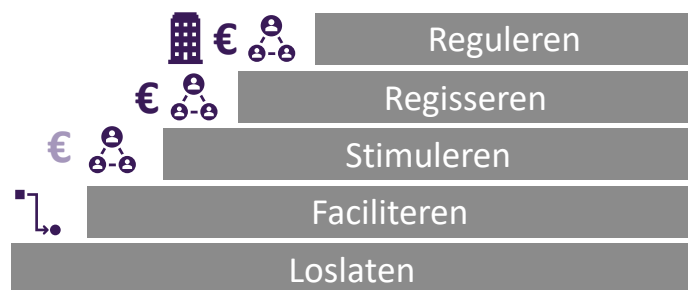 € Reguleren
€ Regisseren
€ Stimuleren
Faciliteren
Loslaten